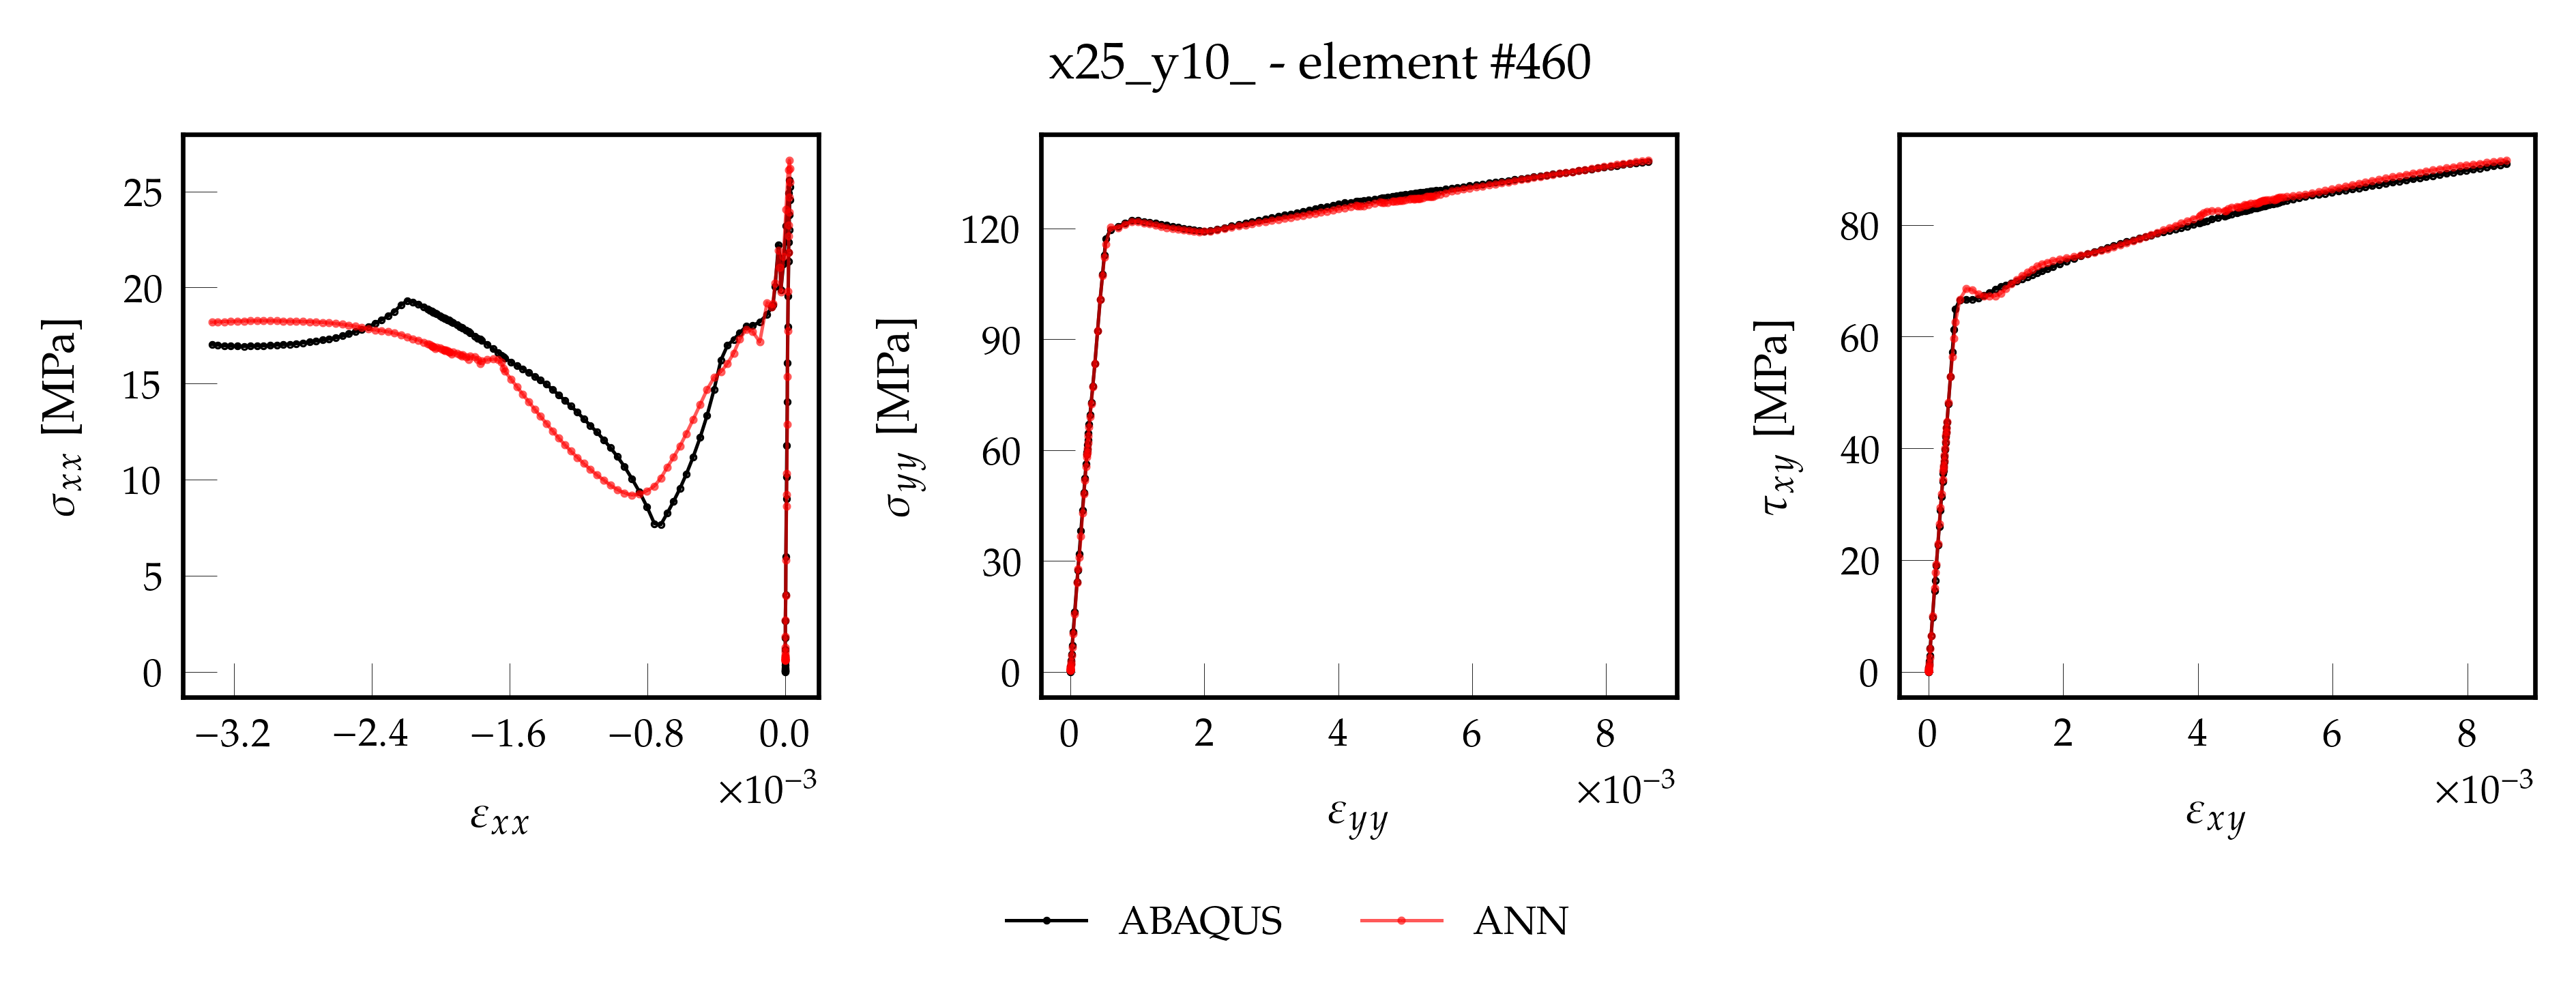 x25_y10_ - element #460
σxx [MPa]
25
20
15
10
5
0
−3.2 −2.4 −1.6 −0.8 0.0
×10−3
εxx
σyy [MPa]
120
90
60
30
0
0 2 4 6 8
×10−3
εyy
τxy [MPa]
80
60
40
20
0
0 2 4 6 8
×10−3
εxy
ABAQUS ANN